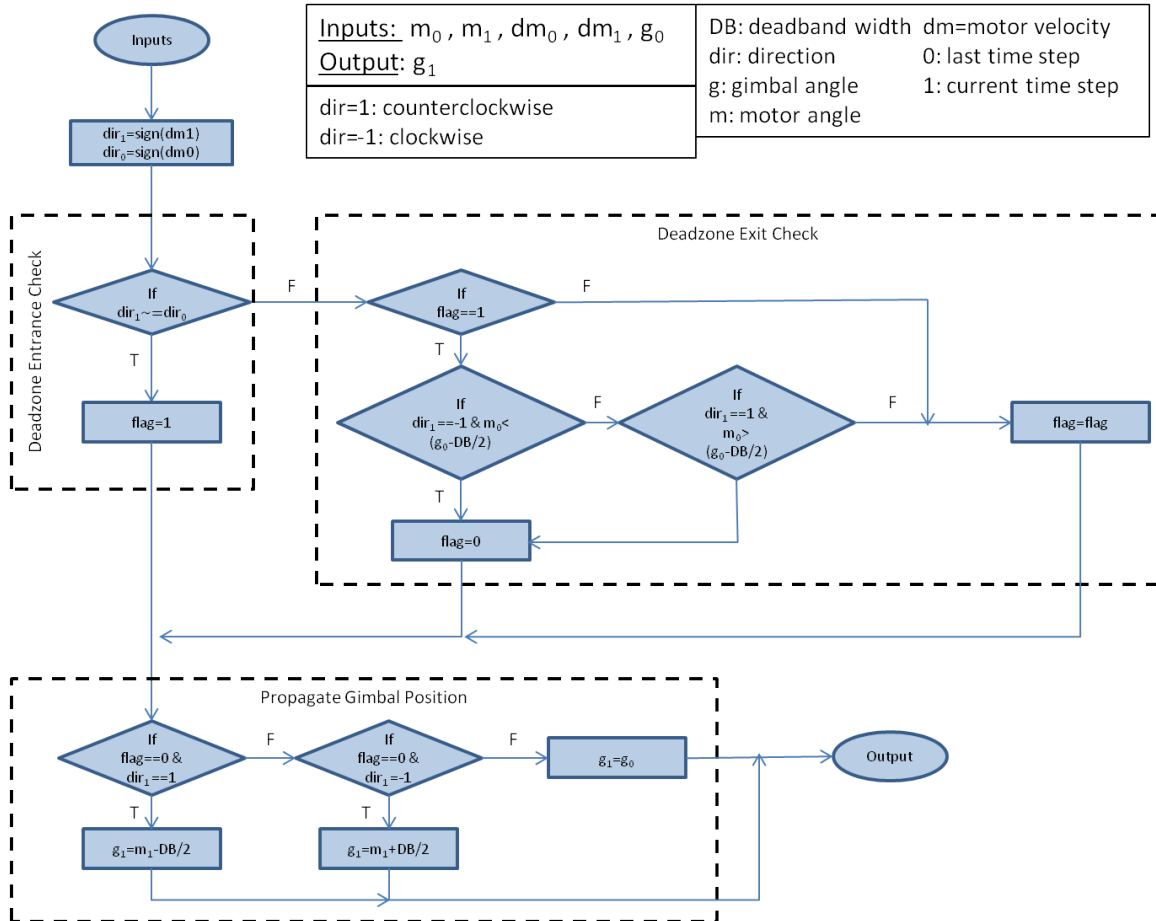 Inputs
Inputs: m₀ , m₁ , dm₀ , dm₁ , g₀
Output: g₁
dir=1: counterclockwise
dir=-1: clockwise
DB: deadband width dm=motor velocity
dir: direction 0: last time step
g: gimbal angle 1: current time step
m: motor angle
dir₁=sign(dm1)
dir₀=sign(dm0)
Deadzone Entrance Check
If
dir₁~=dir₀
F
T
flag=1
Deadzone Exit Check
If
flag==1
F
T
If
dir₁==-1 & m₀<
(g₀-DB/2)
F
T
If
dir₁==1 &
m₀>
(g₀-DB/2)
F
flag=flag
flag=0
Propagate Gimbal Position
If
flag==0 &
dir₁==1
F
T
If
flag==0 &
dir₁=-1
F
T
g₁=g₀
Output
g₁=m₁-DB/2
g₁=m₁+DB/2